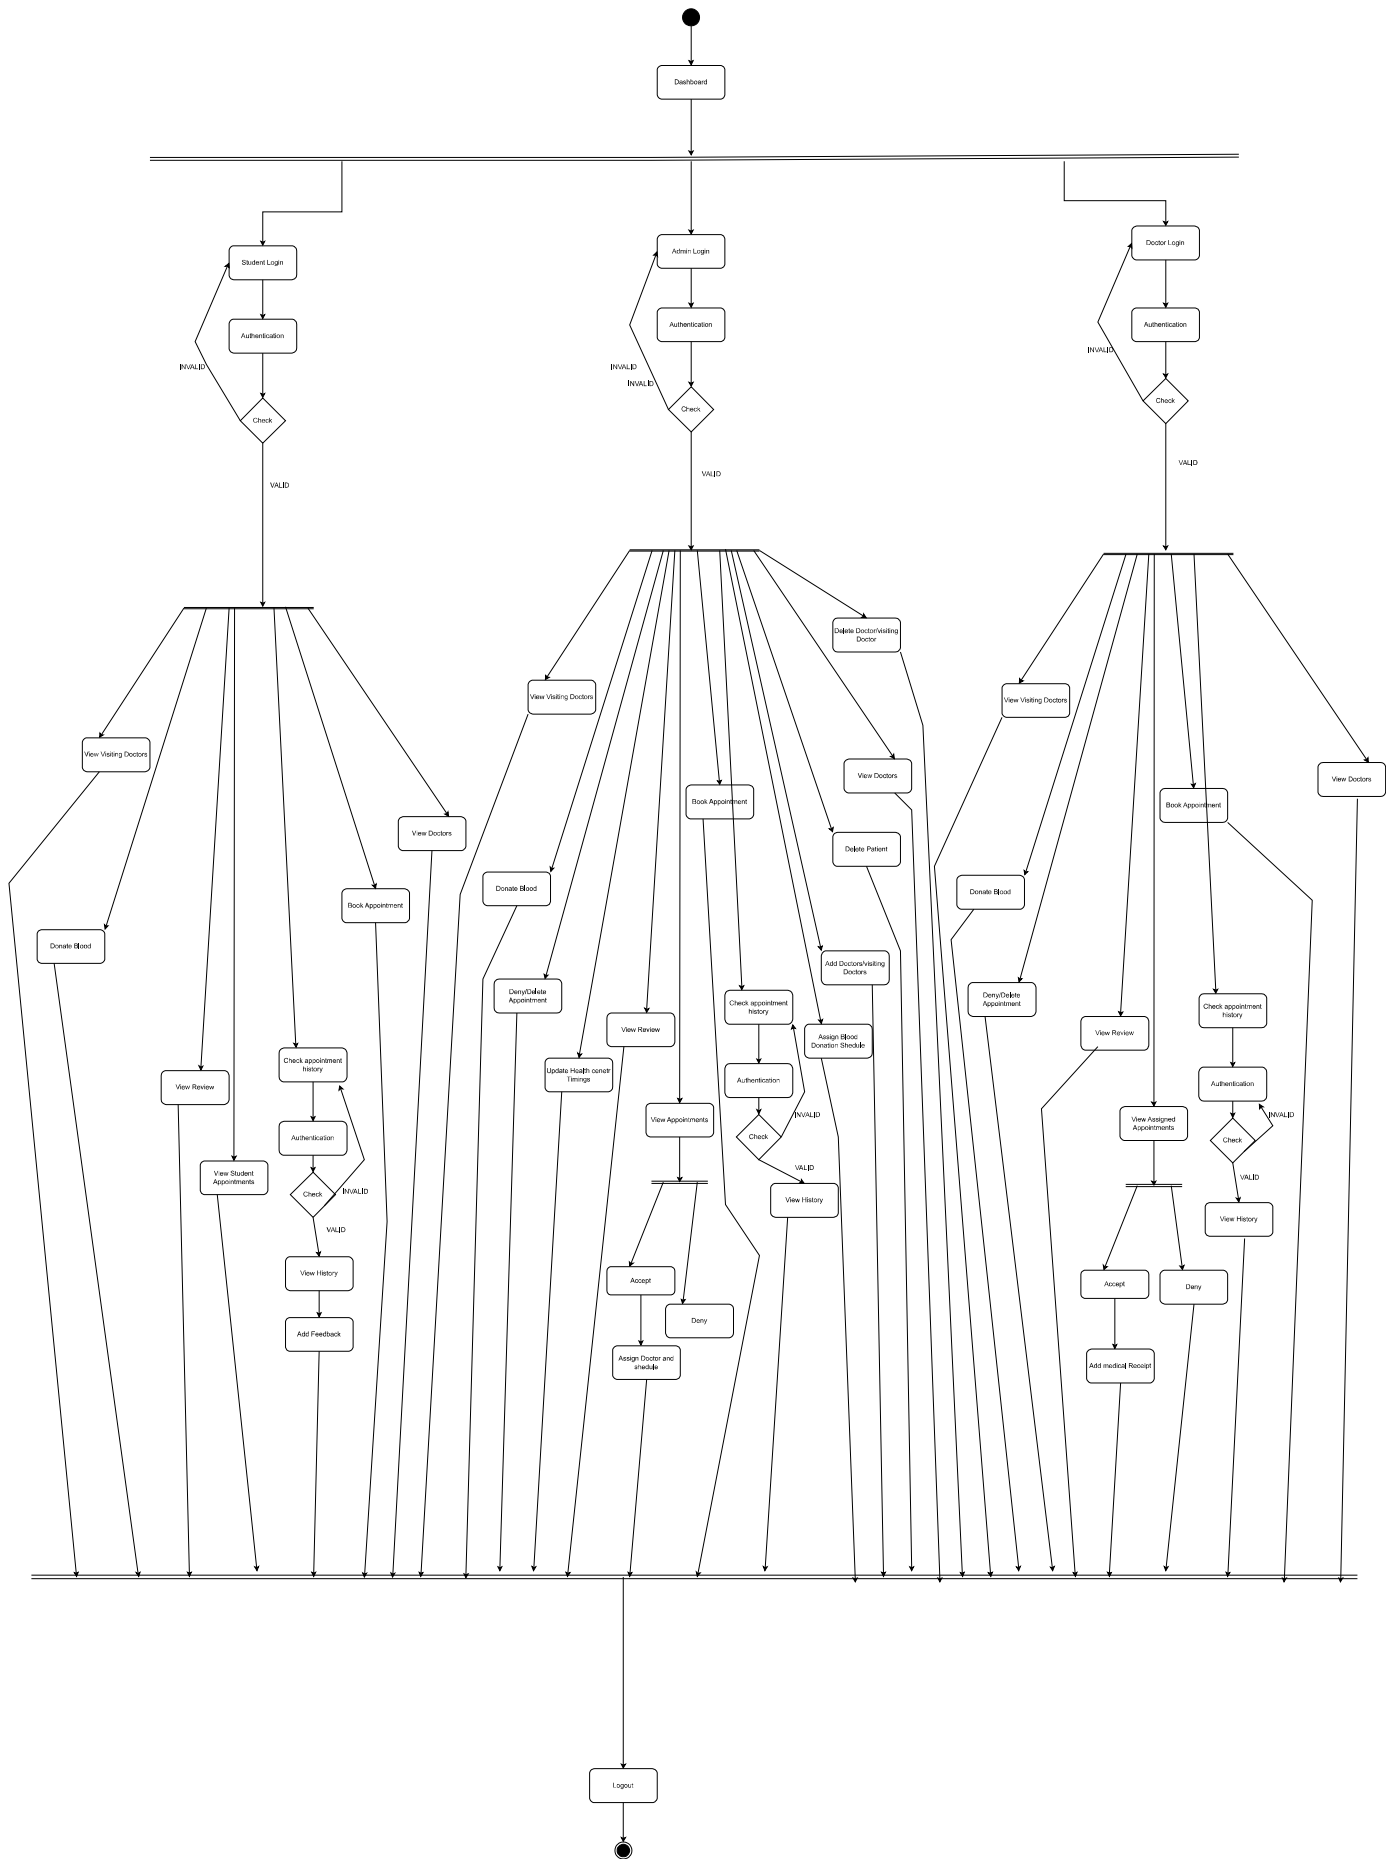 Dashboard
Student Login
Admin Login
Doctor Login
Authentication
Authentication
Authentication
INVALID
INVALID
INVALID
INVALID
Check
Check
Check
VALID
VALID
VALID
Delete Doctor/visiting
Doctor
View Visiting Doctors
View Visiting Doctors
View Visiting Doctors
View Doctors
View Doctors
View Doctors
Book Appointment
Book Appointment
Book Appointment
Delete Patient
Donate Blood
Donate Blood
Donate Blood
Add Doctors/visiting
Doctors
Deny/Delete
Appointment
Deny/Delete
Appointment
Check appointment
history
Check appointment
history
Check appointment
history
View Review
View Review
View Review
Assign Blood
Donation Shedule
Update Health cenetr
Timings
Authentication
Authentication
Authentication
View Appointments
View Assigned
Appointments
INVALID
INVALID
INVALID
Check
Check
Check
View Student
Appointments
VALID
VALID
VALID
View History
View History
View History
Accept
Accept
Deny
Deny
Add Feedback
Assign Doctor and
shedule
Add medical Receipt
Logout